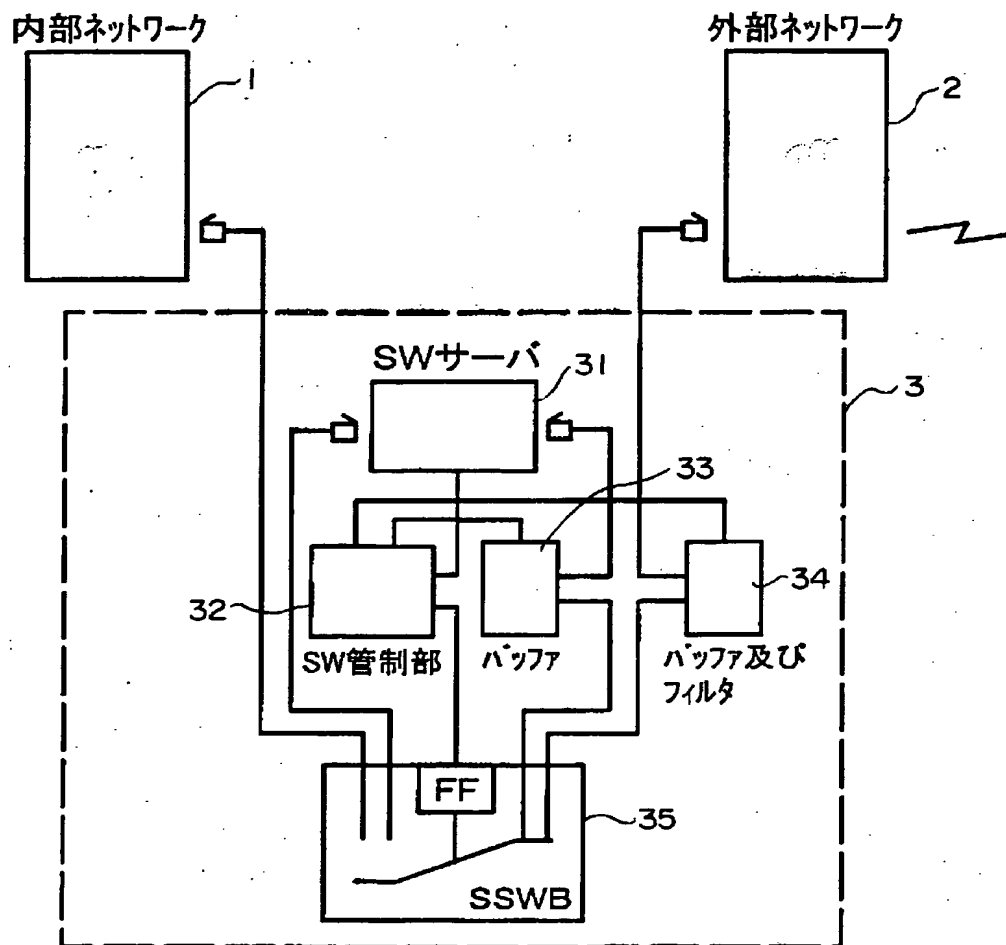 内部ネットワーク
外部ネットワーク
1
2
SWサーバ
31
3
33
34
32
SW管制部
バッファ
バッファ及び
フィルタ
FF
35
SSWB